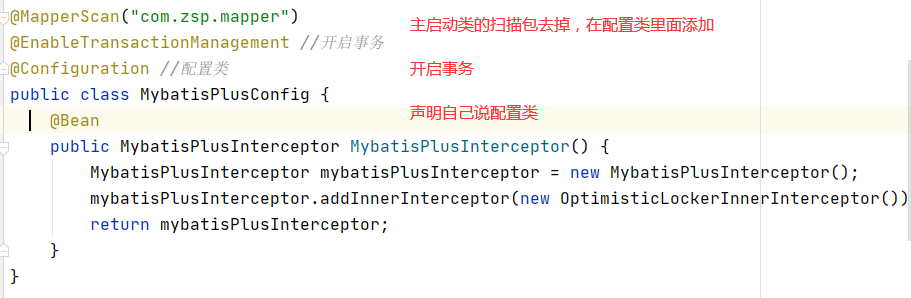 @MapperScan("com.zsp.mapper") 主启动类的扫描包去掉，在配置类里面添加
@EnableTransactionManagement //开启事务
@Configuration //配置类 开启事务
public class MybatisPlusConfig {
@Bean 声明自己说配置类
public MybatisPlusInterceptor MybatisPlusInterceptor() {
MybatisPlusInterceptor mybatisPlusInterceptor = new MybatisPlusInterceptor();
mybatisPlusInterceptor.addInnerInterceptor(new OptimisticLockerInnerInterceptor())
return mybatisPlusInterceptor;
}
}